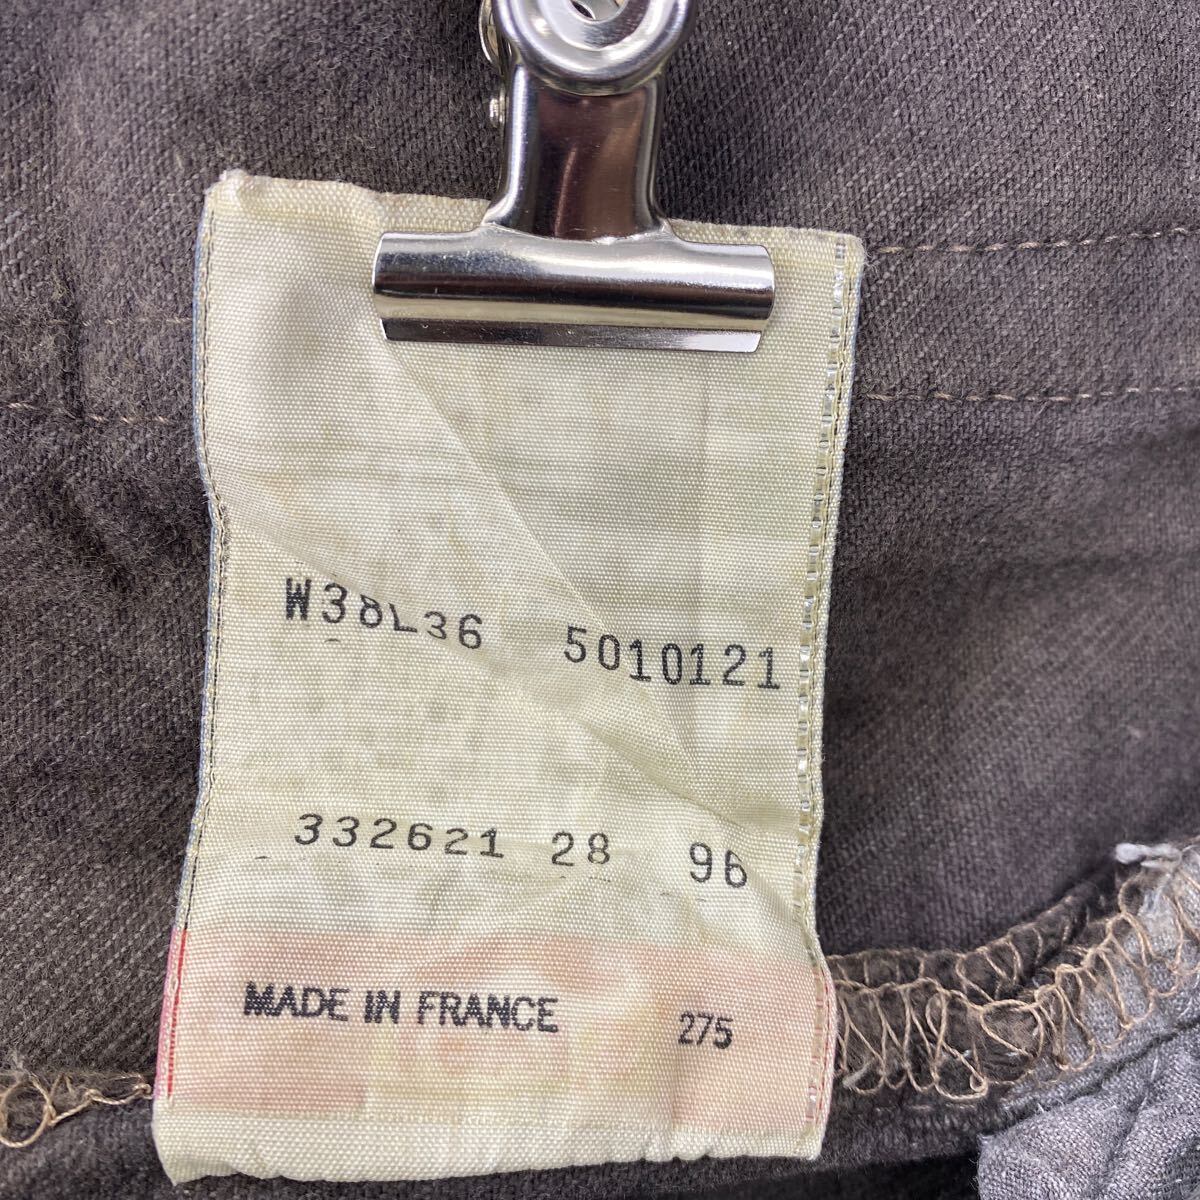 W38L36 5010121
332621 28 96
MADE IN FRANCE 275